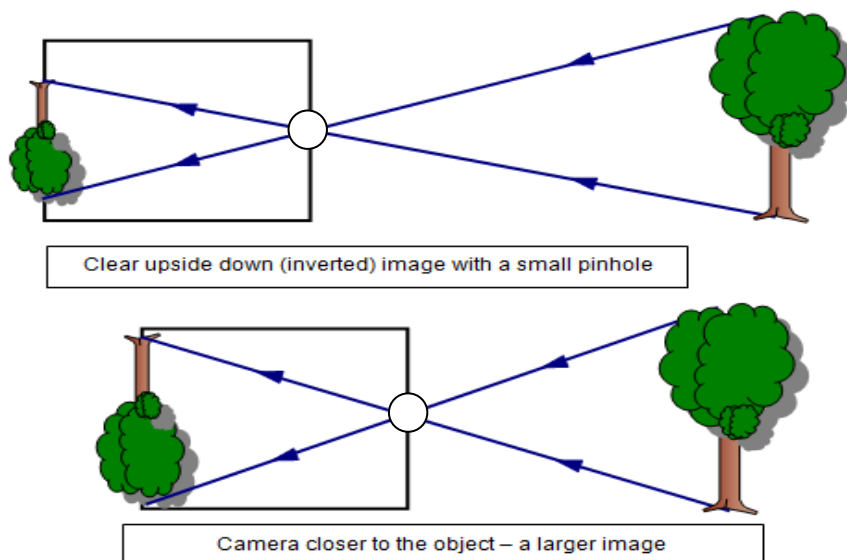 Clear upside down (inverted) image with a small pinhole
Camera closer to the object – a larger image